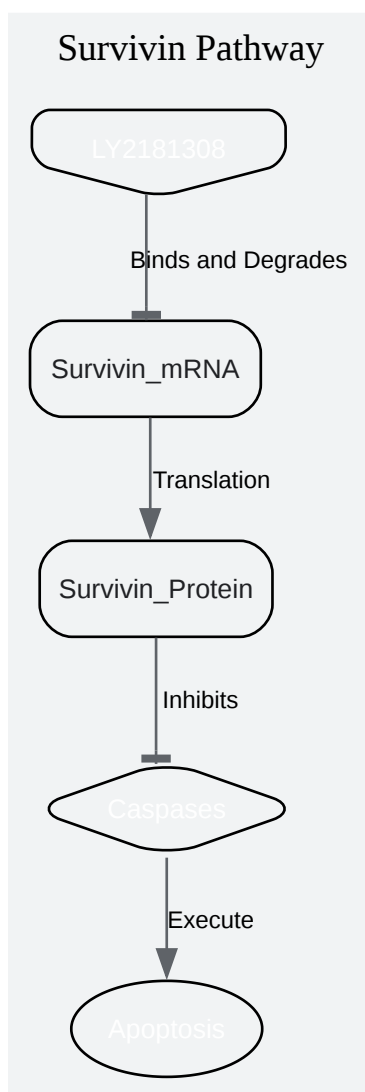 Survivin Pathway
LY2181308
Binds and Degrades
Survivin_mRNA
Translation
Survivin_Protein
Inhibits
Caspases
Execute
Apoptosis